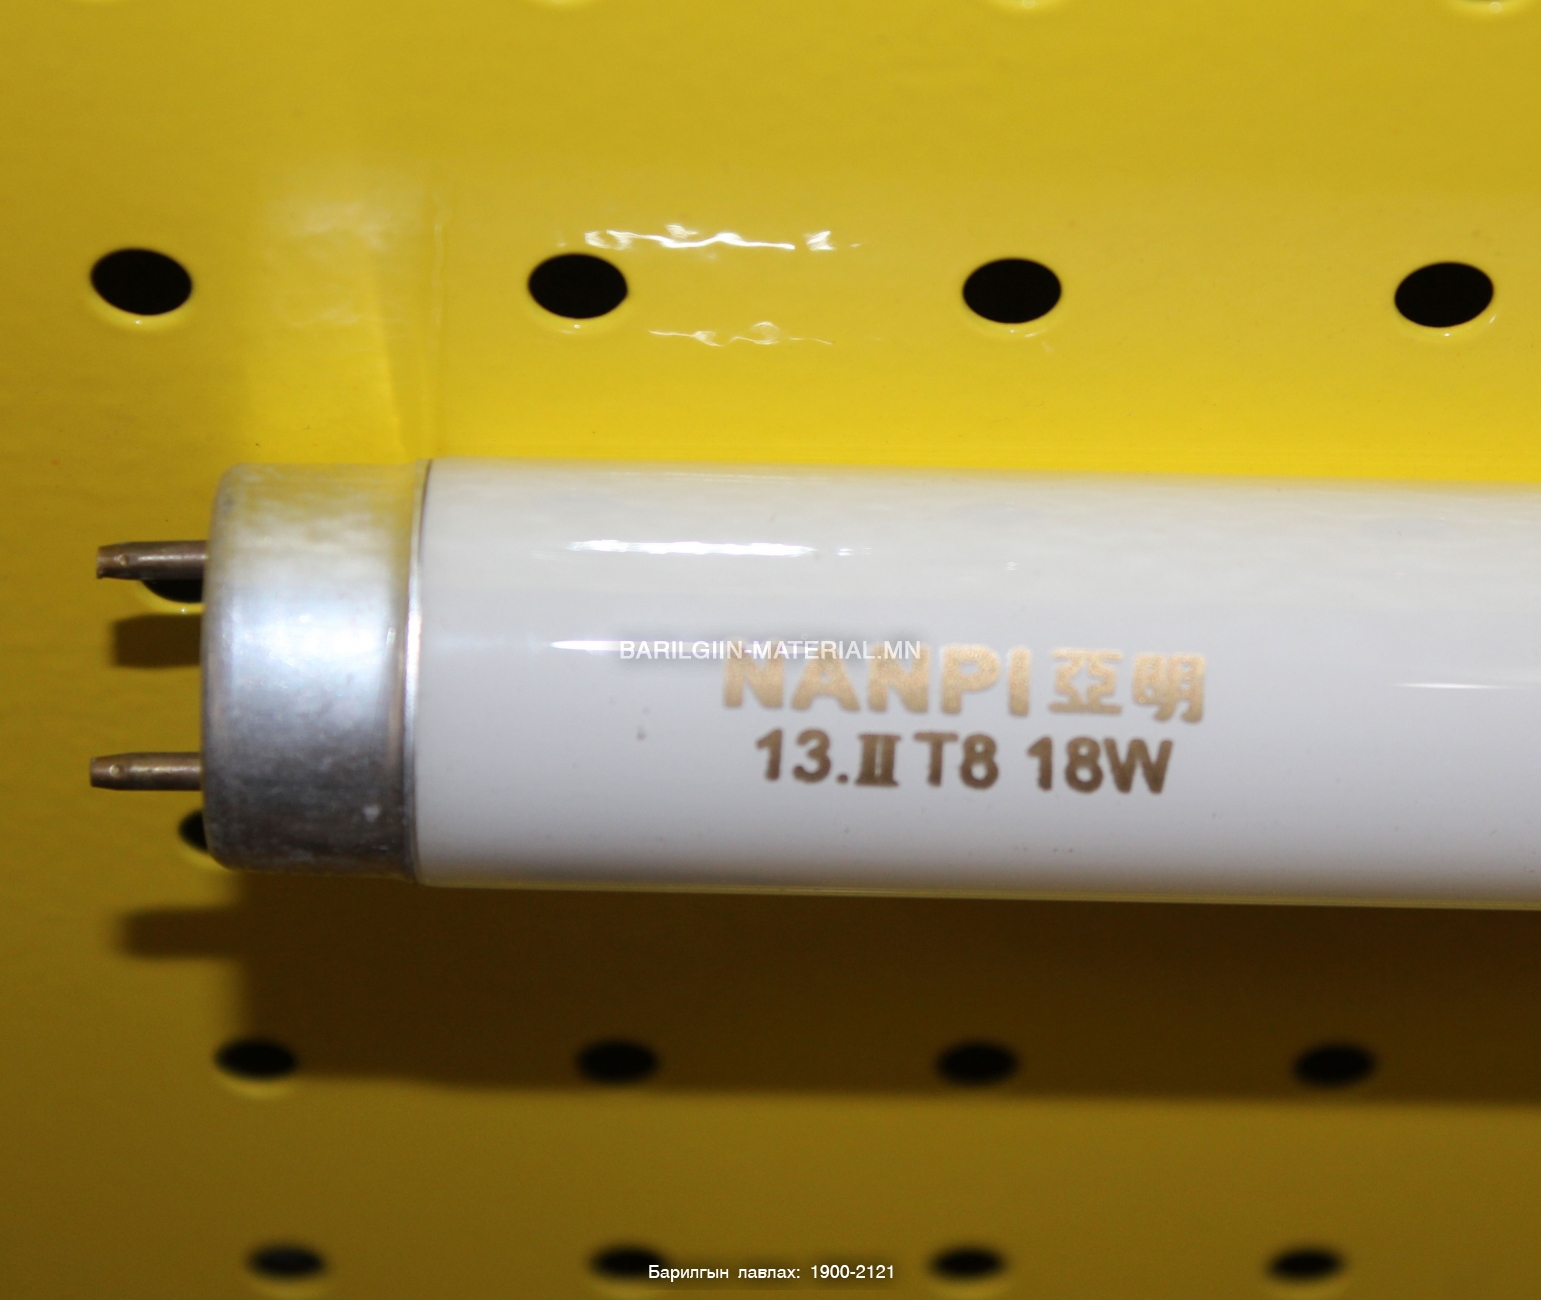 BARILGIIN-MATERIAL.MN
NANPI 亞明
13.Ⅱ T8 18W
Барилгын лавлах: 1900-2121